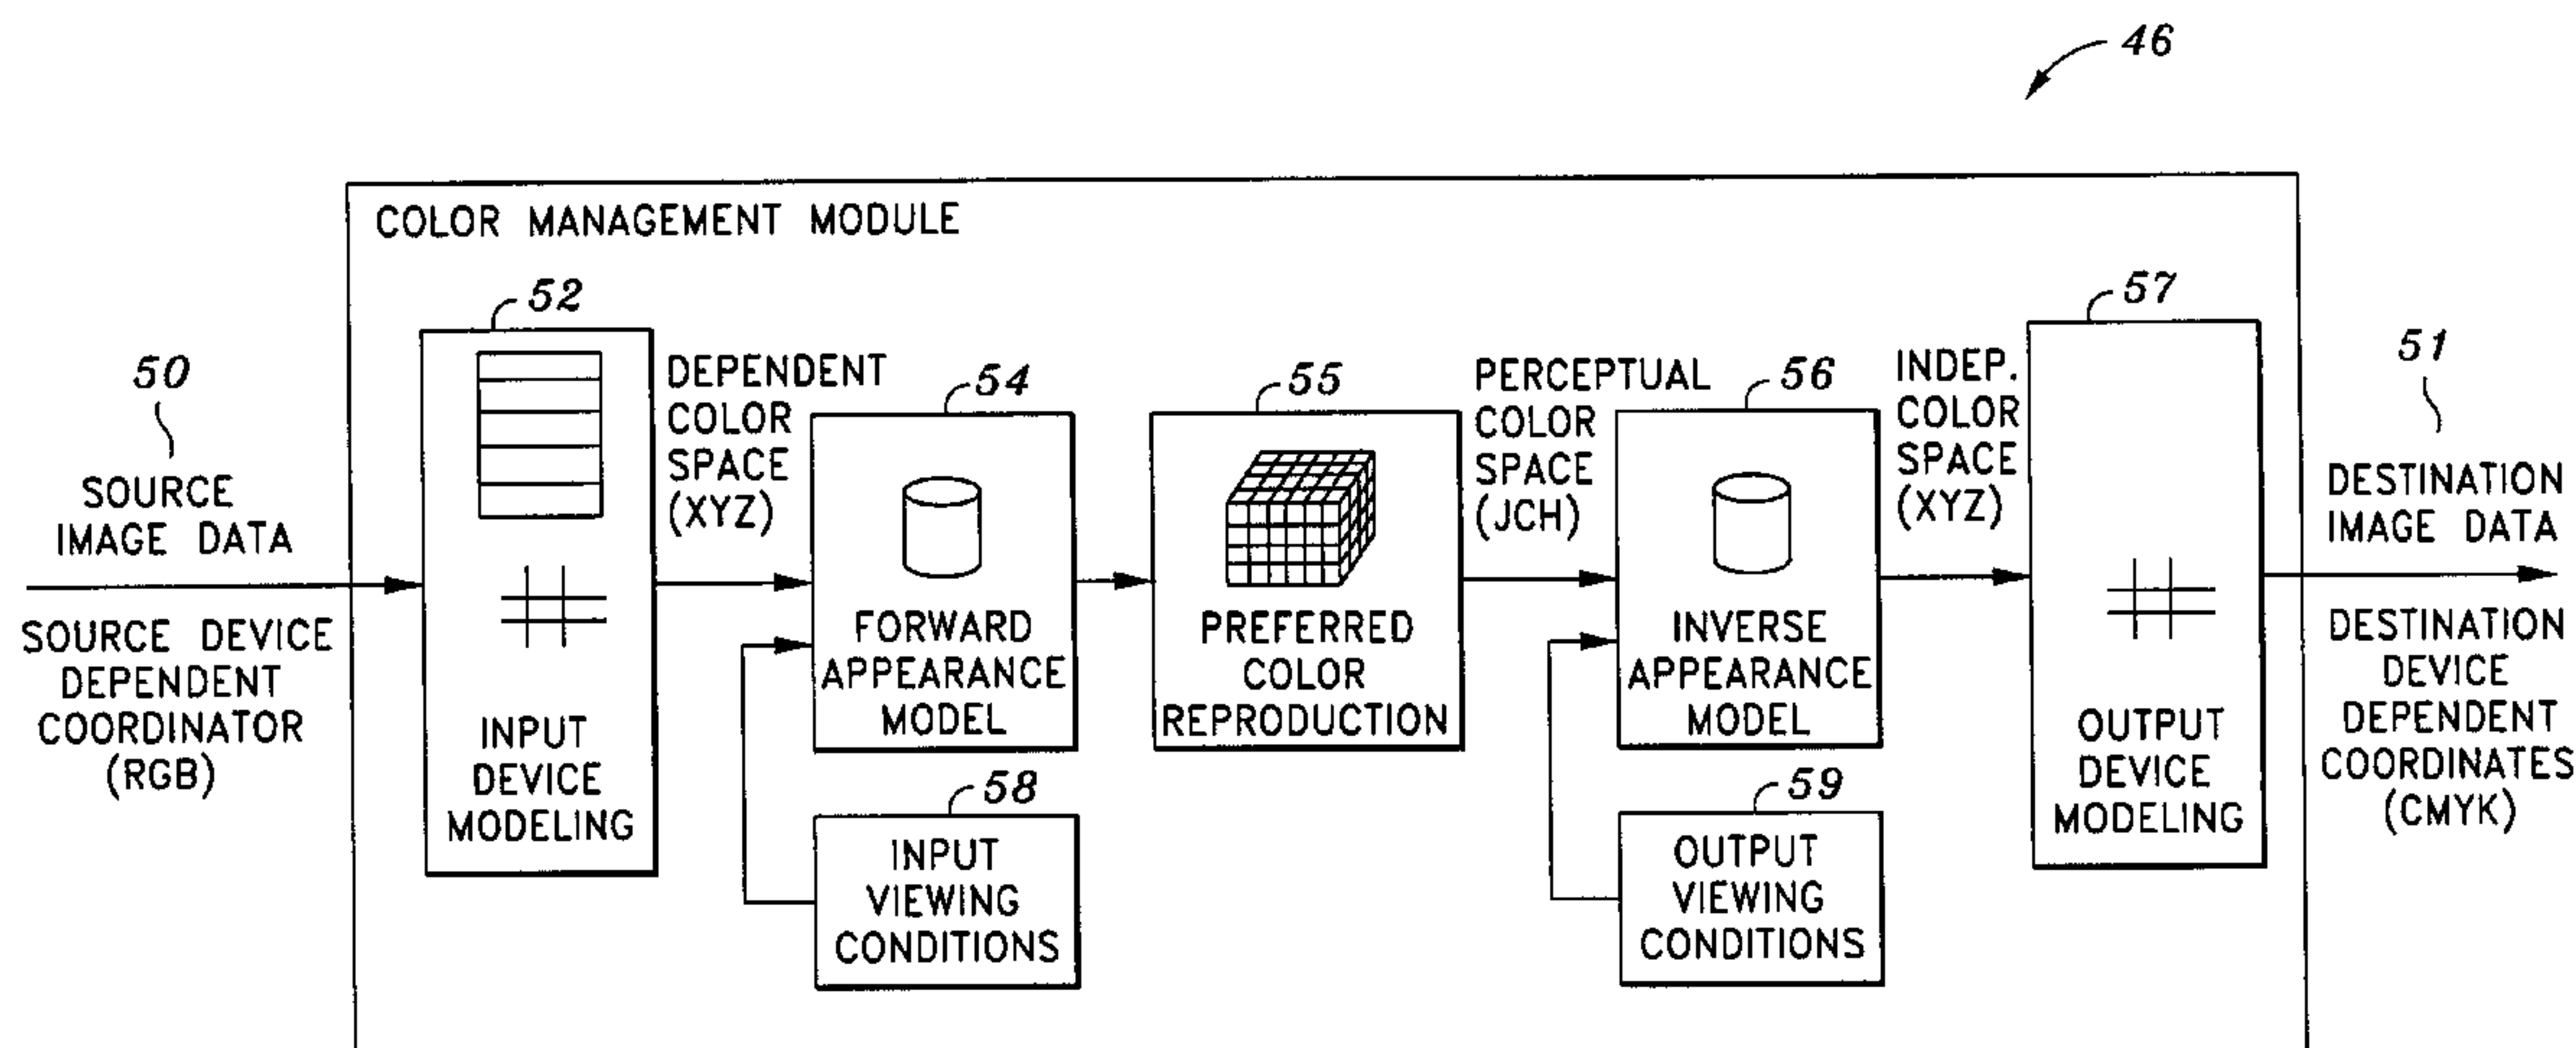 46
COLOR MANAGEMENT MODULE
50
SOURCE
IMAGE DATA
SOURCE DEVICE
DEPENDENT
COORDINATOR
(RGB)
52
INPUT
DEVICE
MODELING
DEPENDENT
COLOR
SPACE
(XYZ)
54
FORWARD
APPEARANCE
MODEL
58
INPUT
VIEWING
CONDITIONS
55
PREFERRED
COLOR
REPRODUCTION
PERCEPTUAL
COLOR
SPACE
(JCH)
56
INVERSE
APPEARANCE
MODEL
59
OUTPUT
VIEWING
CONDITIONS
INDEP.
COLOR
SPACE
(XYZ)
57
OUTPUT
DEVICE
MODELING
51
DESTINATION
IMAGE DATA
DESTINATION
DEVICE
DEPENDENT
COORDINATES
(CMYK)